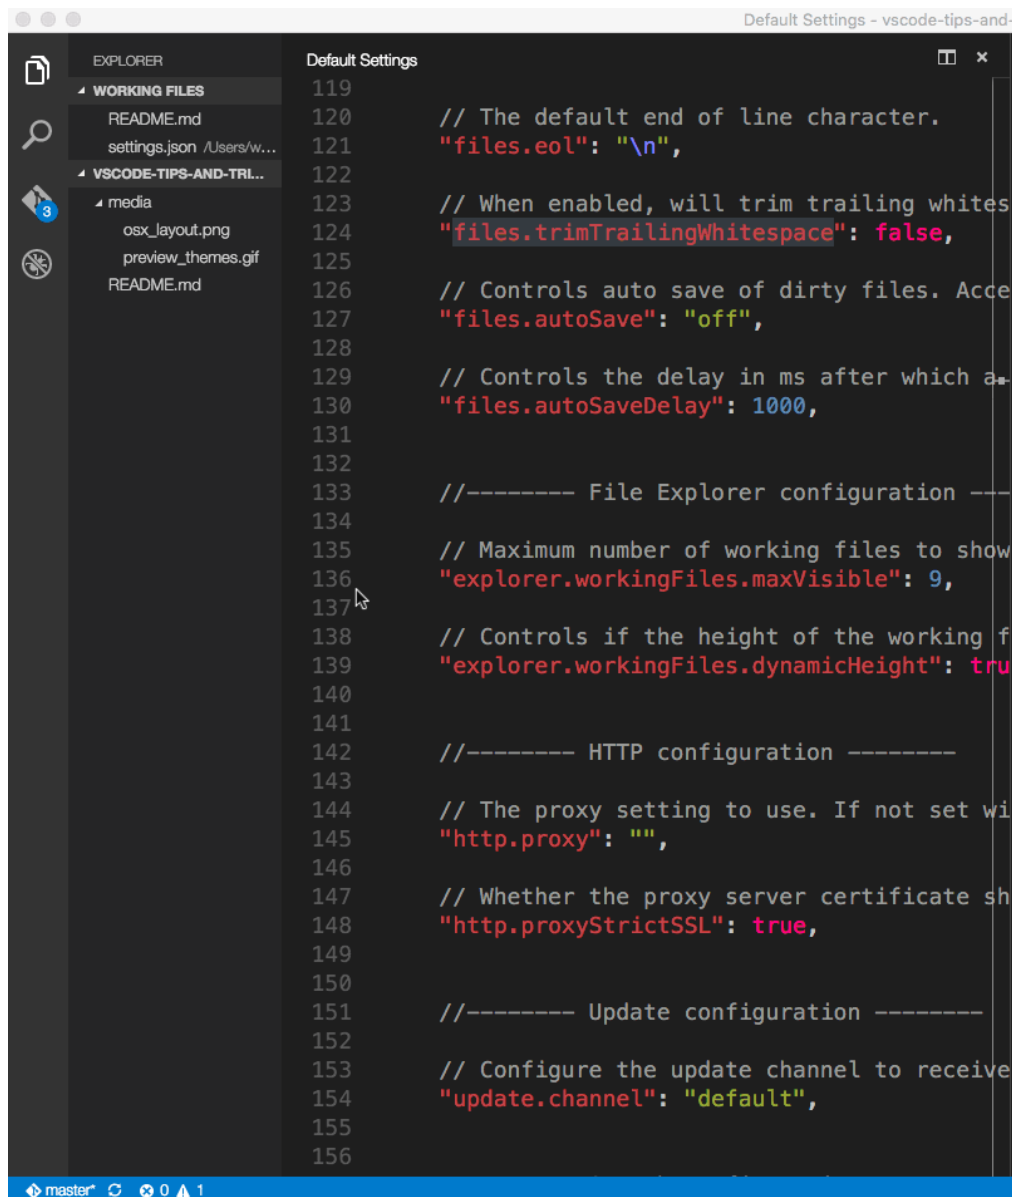 Default Settings - vscode-tips-and-
EXPLORER
WORKING FILES
README.md
settings.json /Users/w...
VSCODE-TIPS-AND-TRI...
media
osx_layout.png
preview_themes.gif
README.md
3
Default Settings
119
120 // The default end of line character.
121 "files.eol": "\n",
122
123 // When enabled, will trim trailing whites
124 "files.trimTrailingWhitespace": false,
125
126 // Controls auto save of dirty files. Acce
127 "files.autoSave": "off",
128
129 // Controls the delay in ms after which a
130 "files.autoSaveDelay": 1000,
131
132
133 //-------- File Explorer configuration ---
134
135 // Maximum number of working files to show
136 "explorer.workingFiles.maxVisible": 9,
137
138 // Controls if the height of the working f
139 "explorer.workingFiles.dynamicHeight": tru
140
141
142 //-------- HTTP configuration --------
143
144 // The proxy setting to use. If not set wi
145 "http.proxy": "",
146
147 // Whether the proxy server certificate sh
148 "http.proxyStrictSSL": true,
149
150
151 //-------- Update configuration --------
152
153 // Configure the update channel to receive
154 "update.channel": "default",
155
156
master* 0 1